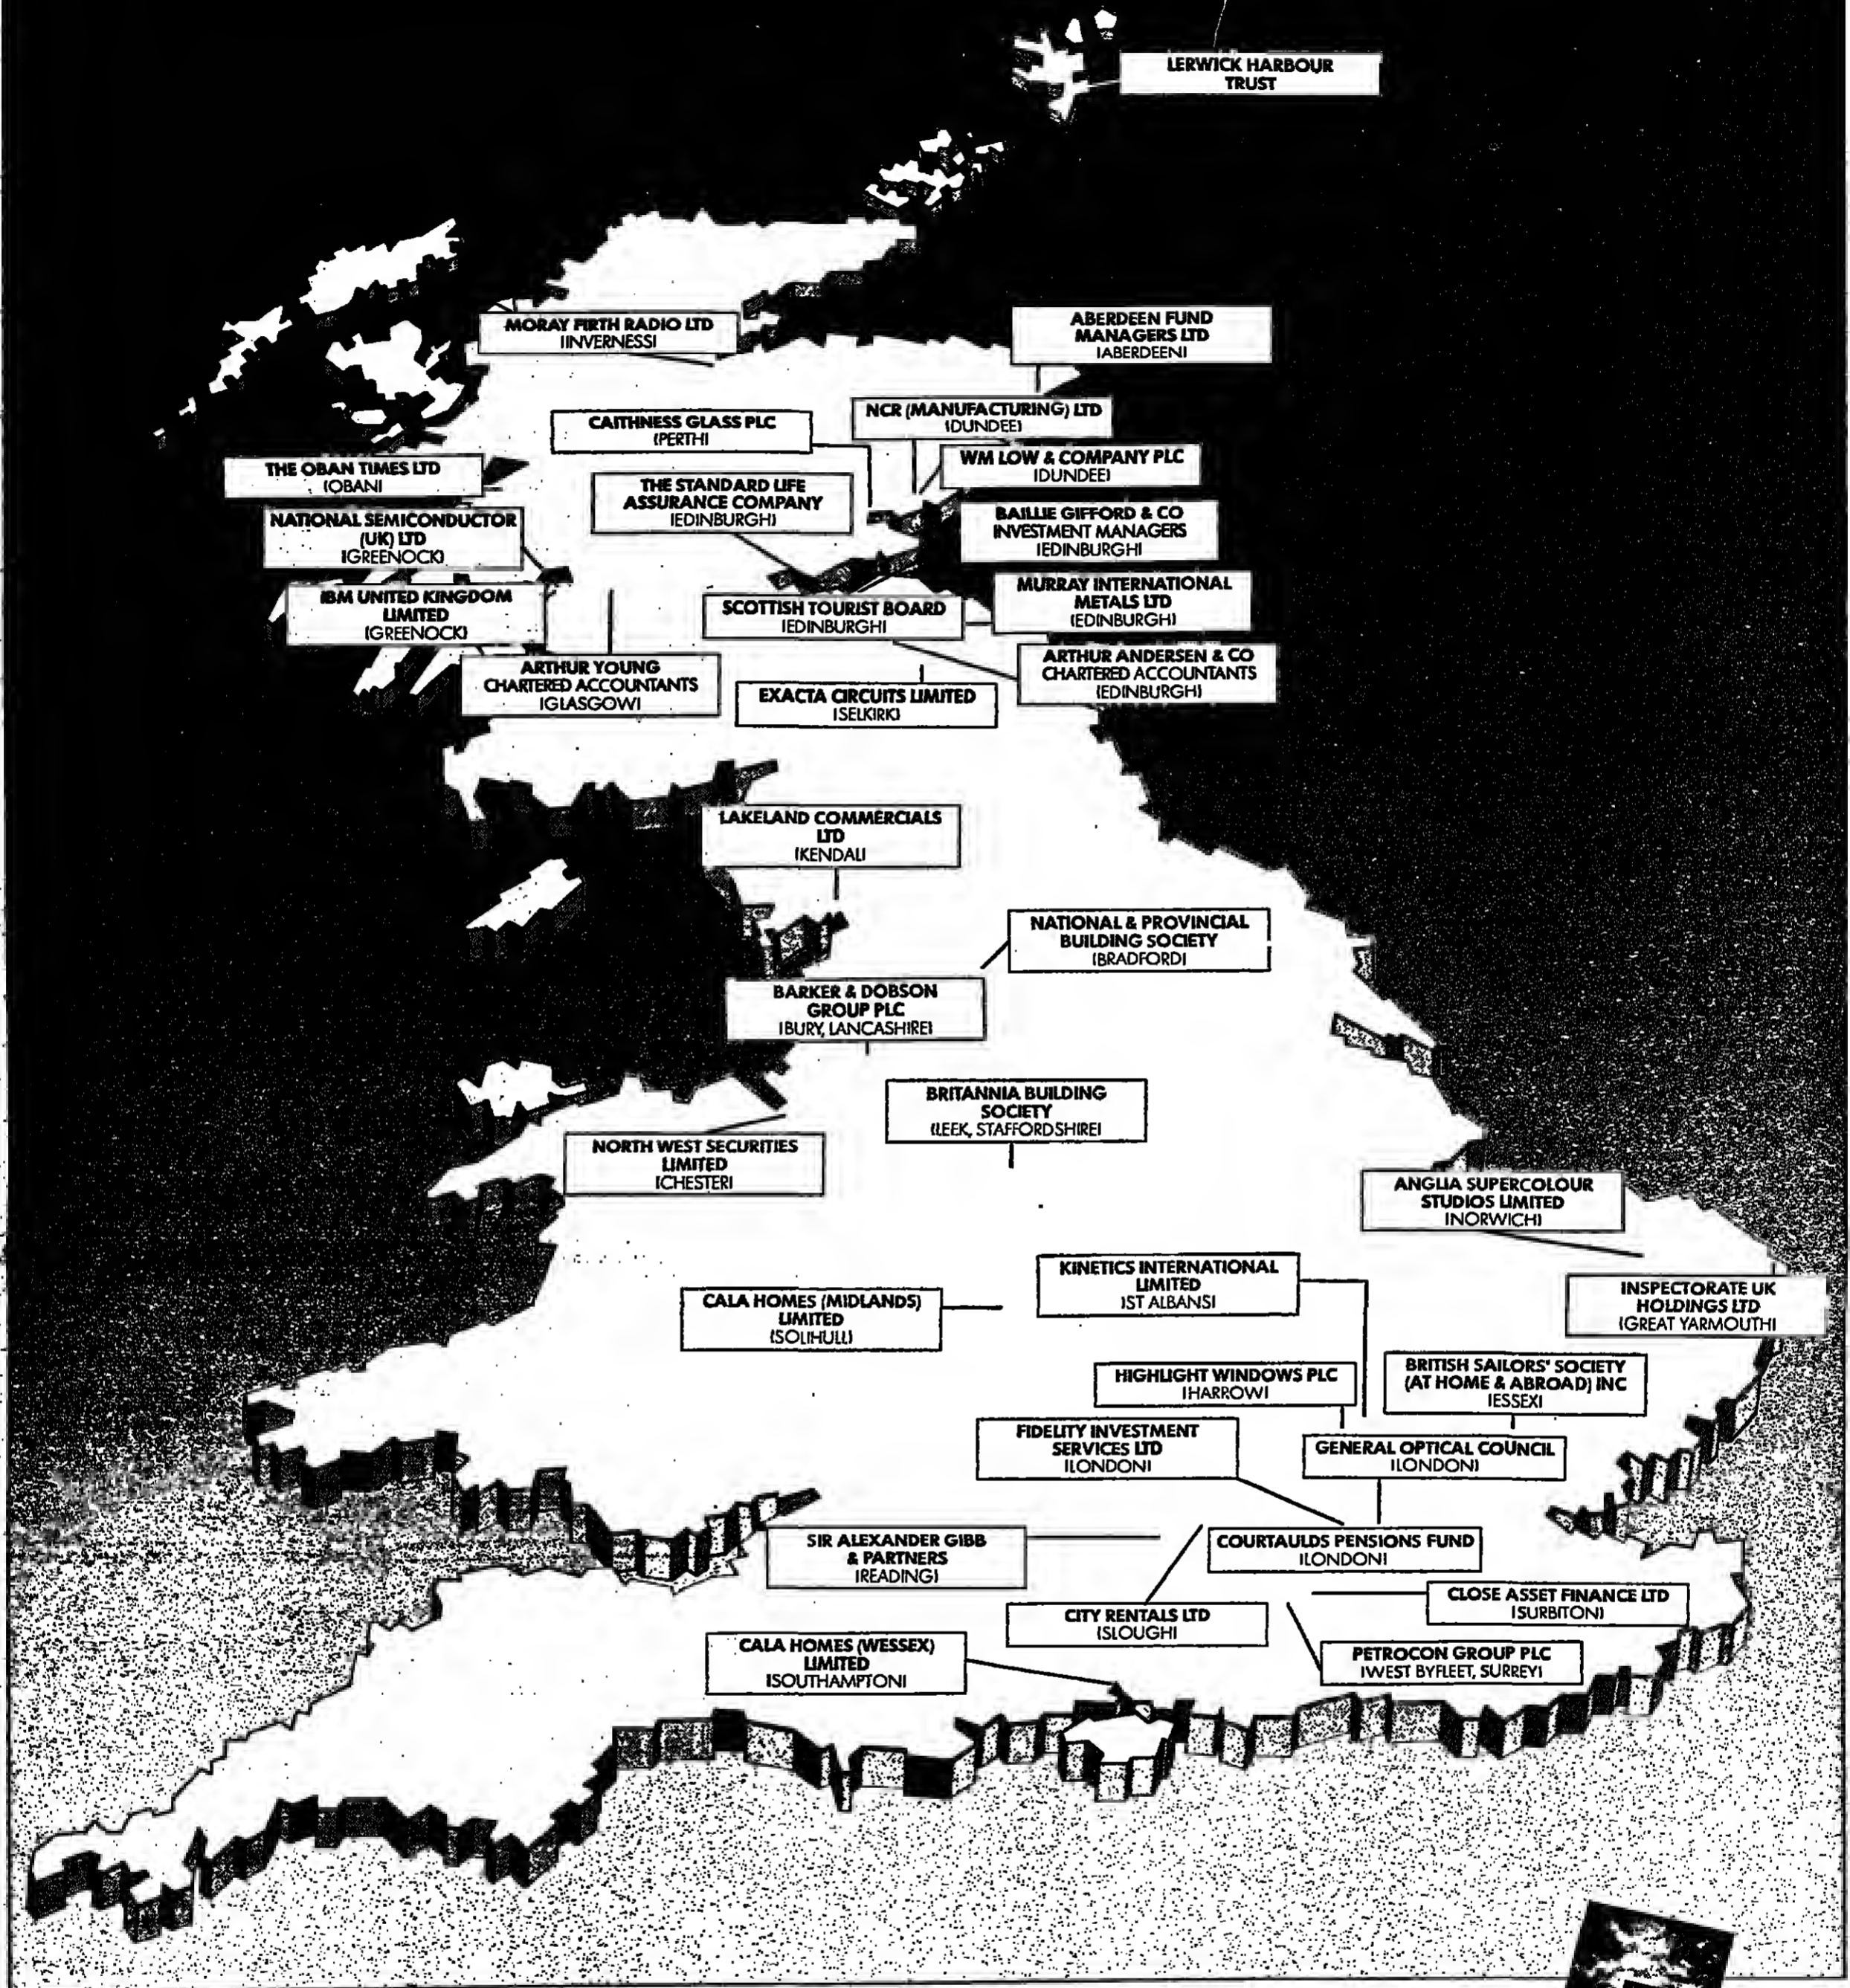 LERWICK HARBOUR
TRUST
MORAY FIRTH RADIO LTD
(INVERNESS)
ABERDEEN FUND
MANAGERS LTD
(ABERDEEN)
CAITHNESS GLASS PLC
(PERTH)
NCR (MANUFACTURING) LTD
(DUNDEE)
THE OBAN TIMES LTD
(OBAN)
THE STANDARD LIFE
ASSURANCE COMPANY
(EDINBURGH)
WM LOW & COMPANY PLC
(DUNDEE)
NATIONAL SEMICONDUCTOR
(UK) LTD
(GREENOCK)
BAILLIE GIFFORD & CO
INVESTMENT MANAGERS
(EDINBURGH)
IBM UNITED KINGDOM
LIMITED
(GREENOCK)
SCOTTISH TOURIST BOARD
(EDINBURGH)
MURRAY INTERNATIONAL
METALS LTD
(EDINBURGH)
ARTHUR YOUNG
CHARTERED ACCOUNTANTS
(GLASGOW)
EXACTA CIRCUITS LIMITED
(SELKIRK)
ARTHUR ANDERSEN & CO
CHARTERED ACCOUNTANTS
(EDINBURGH)
LAKELAND COMMERCIALS
LTD
(KENDAL)
NATIONAL & PROVINCIAL
BUILDING SOCIETY
(BRADFORD)
BARKER & DOBSON
GROUP PLC
(BURY, LANCASHIRE)
BRITANNIA BUILDING
SOCIETY
(LEEK, STAFFORDSHIRE)
NORTH WEST SECURITIES
LIMITED
(CHESTER)
ANGLIA SUPERCOLOUR
STUDIOS LIMITED
(NORWICH)
KINETICS INTERNATIONAL
LIMITED
(ST ALBANS)
CALA HOMES (MIDLANDS)
LIMITED
(SOLIHULL)
INSPECTORATE UK
HOLDINGS LTD
(GREAT YARMOUTH)
HIGHLIGHT WINDOWS PLC
(HARROW)
BRITISH SAILORS' SOCIETY
(AT HOME & ABROAD) INC
(ESSEX)
FIDELITY INVESTMENT
SERVICES LTD
(LONDON)
GENERAL OPTICAL COUNCIL
(LONDON)
SIR ALEXANDER GIBB
& PARTNERS
(READING)
COURTAULDS PENSIONS FUND
(LONDON)
CITY RENTALS LTD
(SLOUGH)
CLOSE ASSET FINANCE LTD
(SURBITON)
CALA HOMES (WESSEX)
LIMITED
(SOUTHAMPTON)
PETROCON GROUP PLC
(WEST BYFLEET, SURREY)